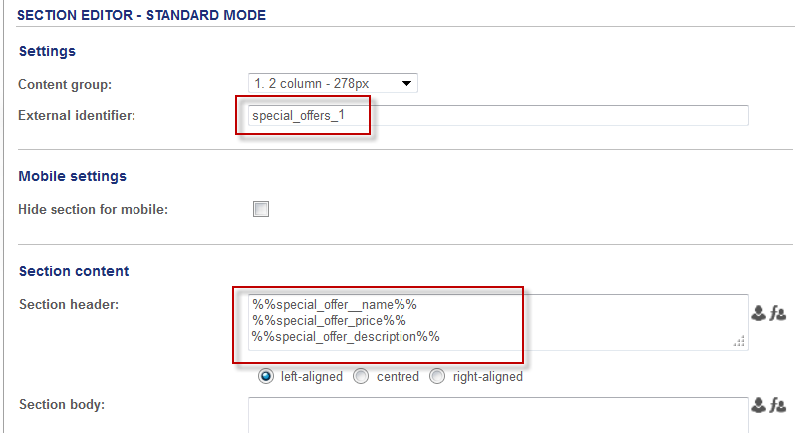 SECTION EDITOR - STANDARD MODE
Settings
Content group: 1. 2 column - 278px
External identifier: special_offers_1
Mobile settings
Hide section for mobile:
Section content
Section header: %%special_offer__name%%
%%special_offer_price%%
%%special_offer_description%%
left-aligned centred right-aligned
Section body: